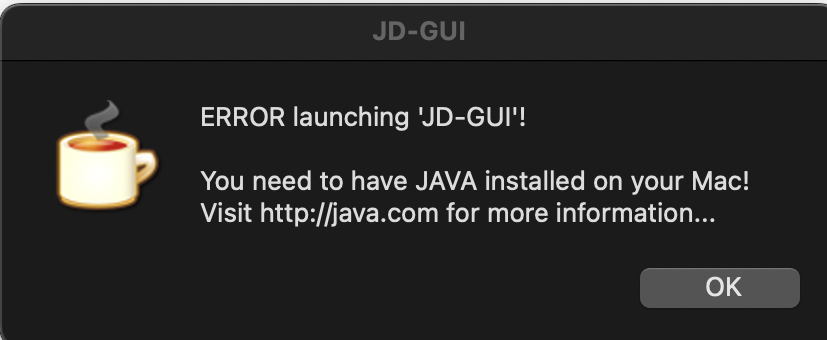 JD-GUI
ERROR launching 'JD-GUI'!
You need to have JAVA installed on your Mac!
Visit http://java.com for more information...
OK